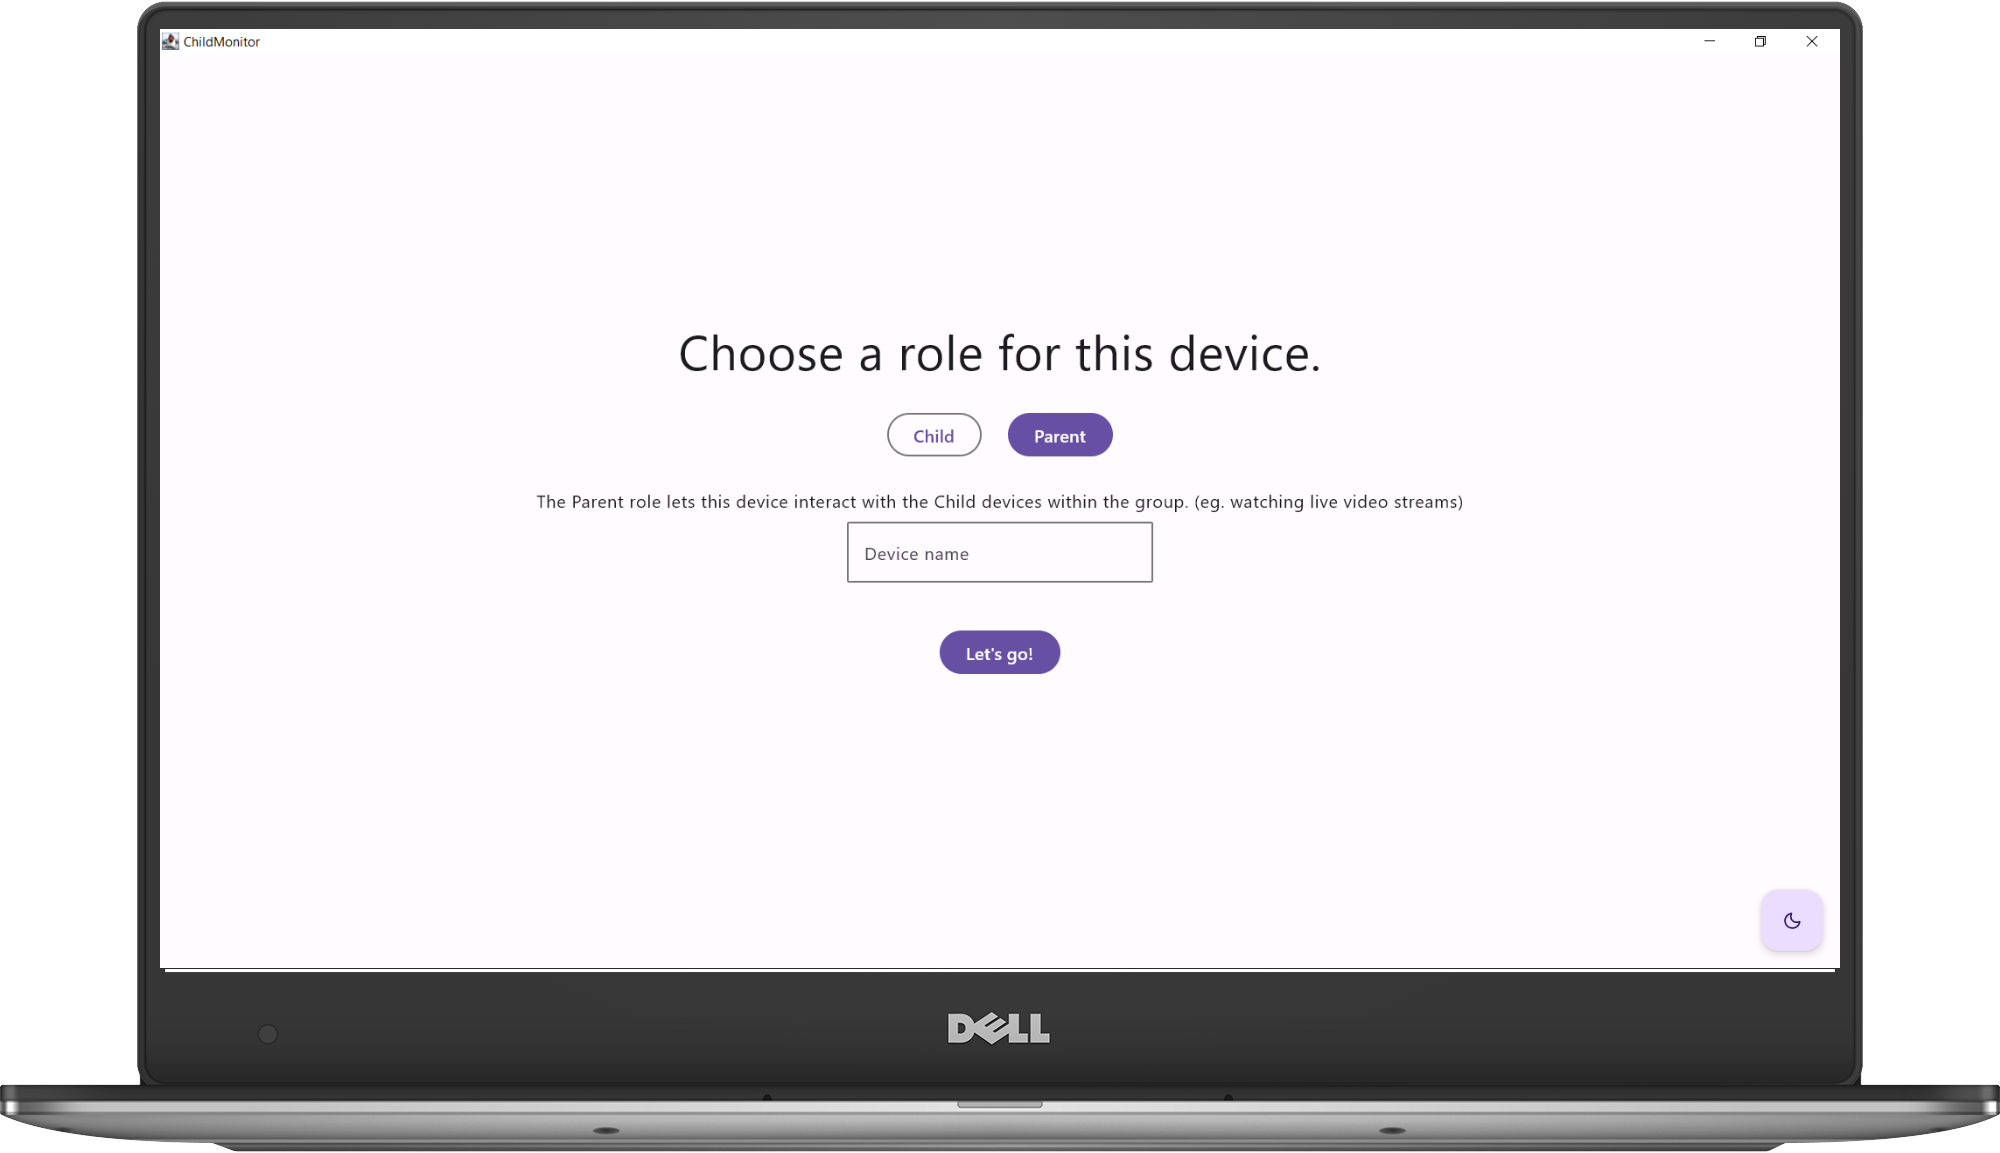 ChildMonitor
Choose a role for this device.
Child Parent
The Parent role lets this device interact with the Child devices within the group. (eg. watching live video streams)
Device name
Let's go!
DELL